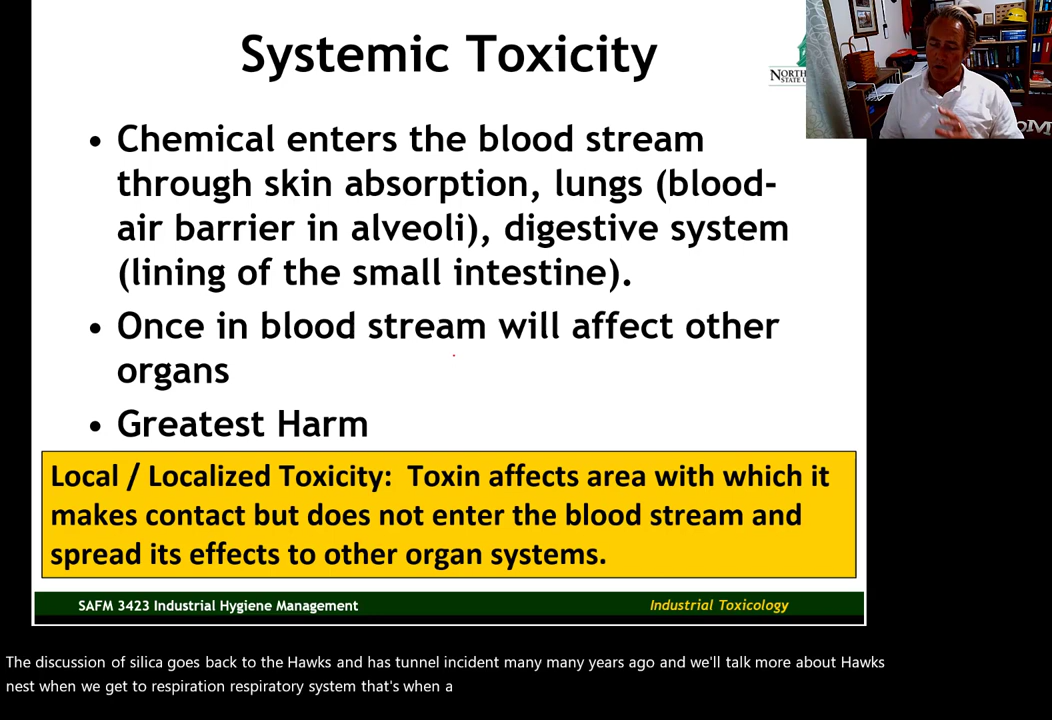 Systemic Toxicity
NORTH
STATE U
• Chemical enters the blood stream
through skin absorption, lungs (blood-
air barrier in alveoli), digestive system
(lining of the small intestine).
• Once in blood stream will affect other
organs
• Greatest Harm
Local / Localized Toxicity: Toxin affects area with which it
makes contact but does not enter the blood stream and
spread its effects to other organ systems.
SAFM 3423 Industrial Hygiene Management
Industrial Toxicology
The discussion of silica goes back to the Hawks and has tunnel incident many many years ago and we'll talk more about Hawks
nest when we get to respiration respiratory system that's when a